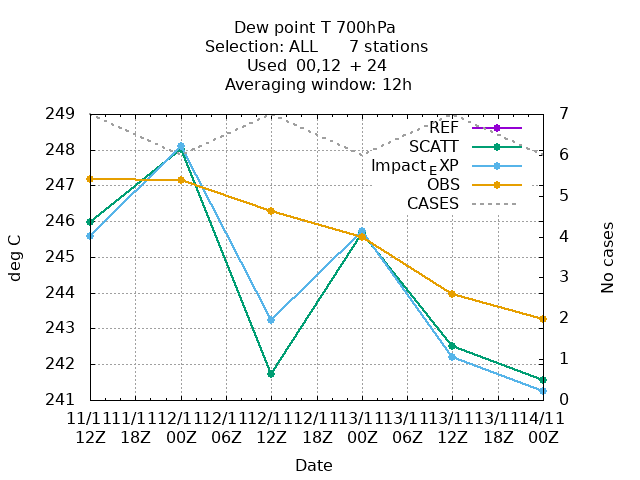 Dew point T 700hPa
Selection: ALL 7 stations
Used 00,12 + 24
Averaging window: 12h
249 7
REF
SCATT
248 6
Impact EXP
247 OBS 5
CASES
246 4
245 3
244 2
243
242 1
241 0
deg C
No cases
11/11 11/11 12/11 12/11 12/11 12/11 13/11 13/11 13/11 13/11 14/11
12Z 18Z 00Z 06Z 12Z 18Z 00Z 06Z 12Z 18Z 00Z
Date